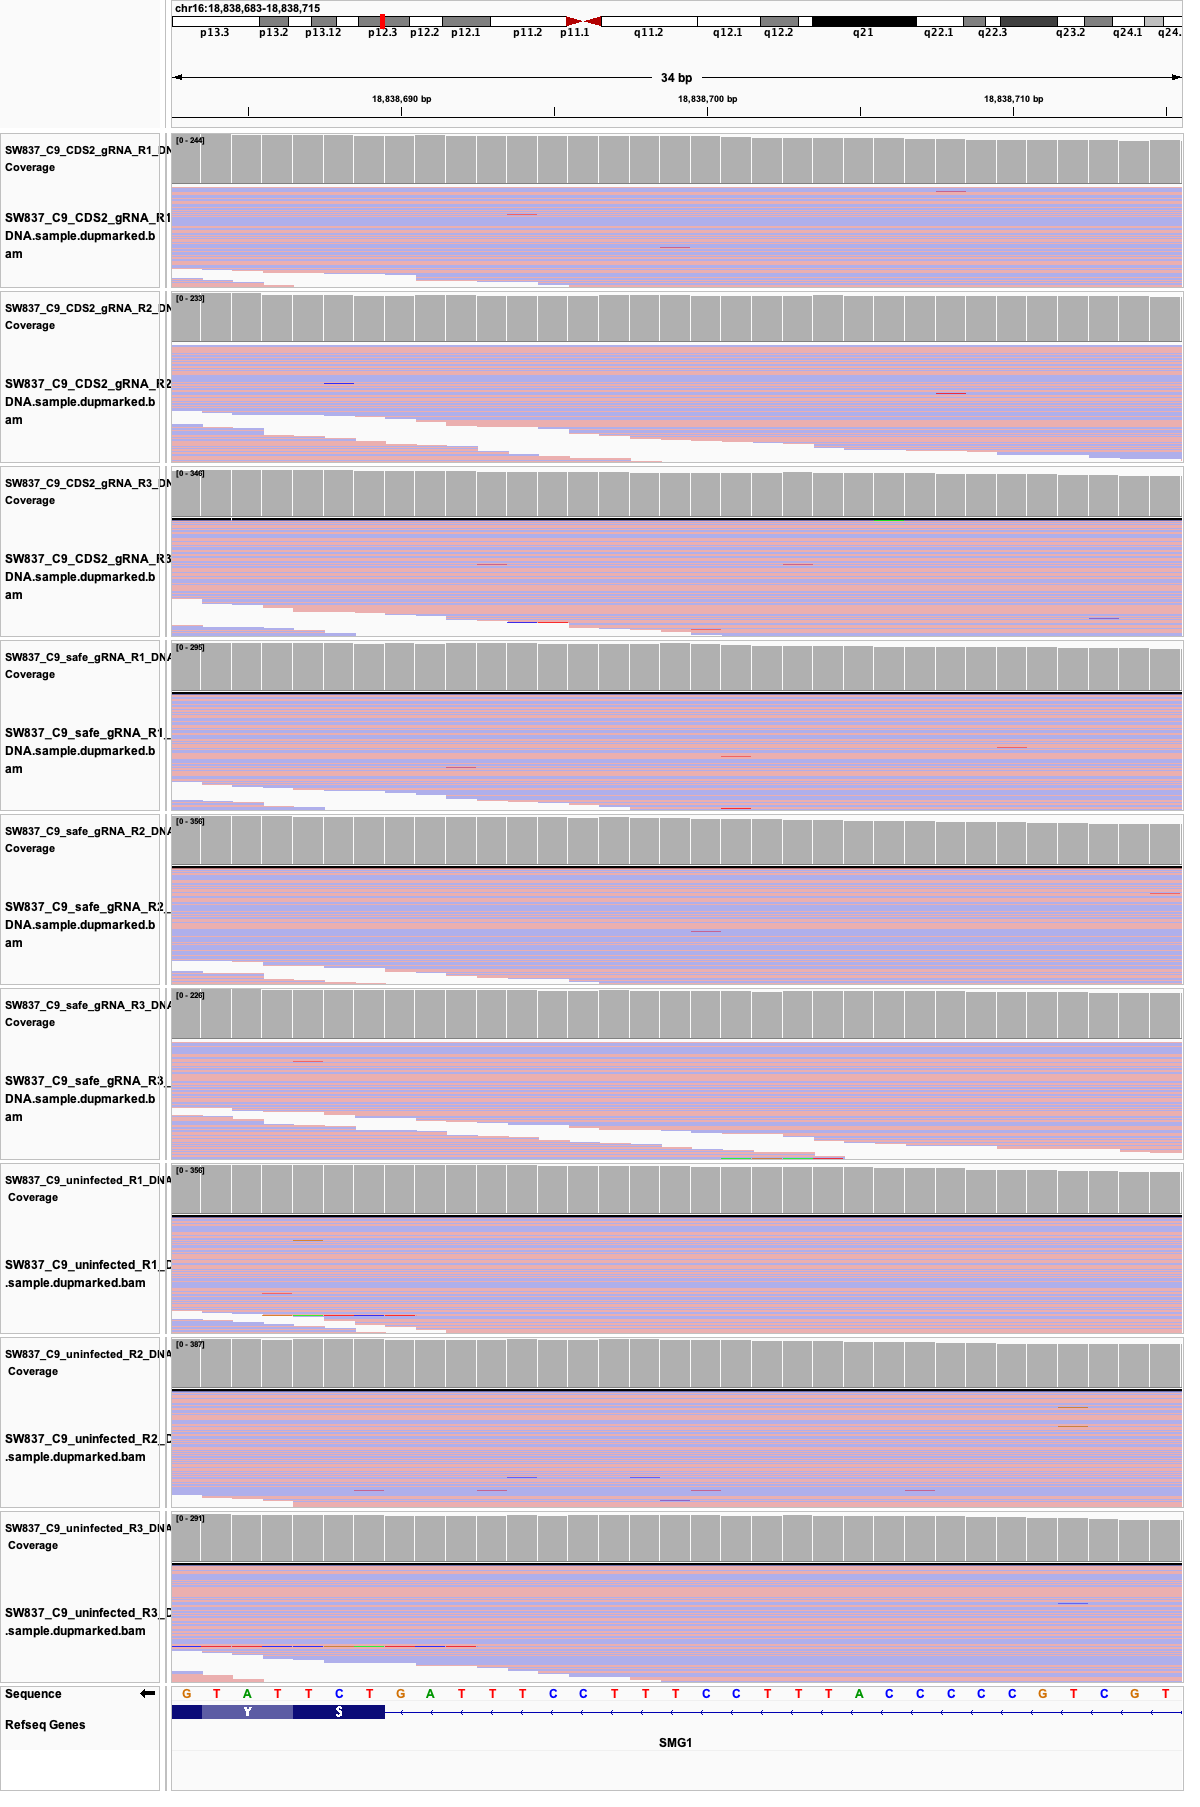 chr16:18,838,683-18,838,715
p13.3 p13.2 p13.12 p12.3 p12.2 p12.1 p11.2 p11.1 q11.2 q12.1 q12.2 q21 q22.1 q22.3 q23.2 q24.1 q24.
34 bp
18,838,690 bp 18,838,700 bp 18,838,710 bp
SW837_C9_CDS2_gRNA_R1_DN
Coverage
[0 - 244]
SW837_C9_CDS2_gRNA_R1
DNA.sample.dupmarked.b
am
SW837_C9_CDS2_gRNA_R2_DN
Coverage
[0 - 233]
SW837_C9_CDS2_gRNA_R2
DNA.sample.dupmarked.b
am
SW837_C9_CDS2_gRNA_R3_DN
Coverage
[0 - 346]
SW837_C9_CDS2_gRNA_R3
DNA.sample.dupmarked.b
am
SW837_C9_safe_gRNA_R1_DNA
Coverage
[0 - 295]
SW837_C9_safe_gRNA_R1_
DNA.sample.dupmarked.b
am
SW837_C9_safe_gRNA_R2_DNA
Coverage
[0 - 356]
SW837_C9_safe_gRNA_R2_
DNA.sample.dupmarked.b
am
SW837_C9_safe_gRNA_R3_DNA
Coverage
[0 - 226]
SW837_C9_safe_gRNA_R3_
DNA.sample.dupmarked.b
am
SW837_C9_uninfected_R1_DNA
Coverage
[0 - 356]
SW837_C9_uninfected_R1_D
.sample.dupmarked.bam
SW837_C9_uninfected_R2_DNA
Coverage
[0 - 387]
SW837_C9_uninfected_R2_D
.sample.dupmarked.bam
SW837_C9_uninfected_R3_DNA
Coverage
[0 - 291]
SW837_C9_uninfected_R3_D
.sample.dupmarked.bam
Sequence G T A T T C T G A T T T C C T T T C C T T T A C C C C C G T C G T
Refseq Genes Y S
SMG1